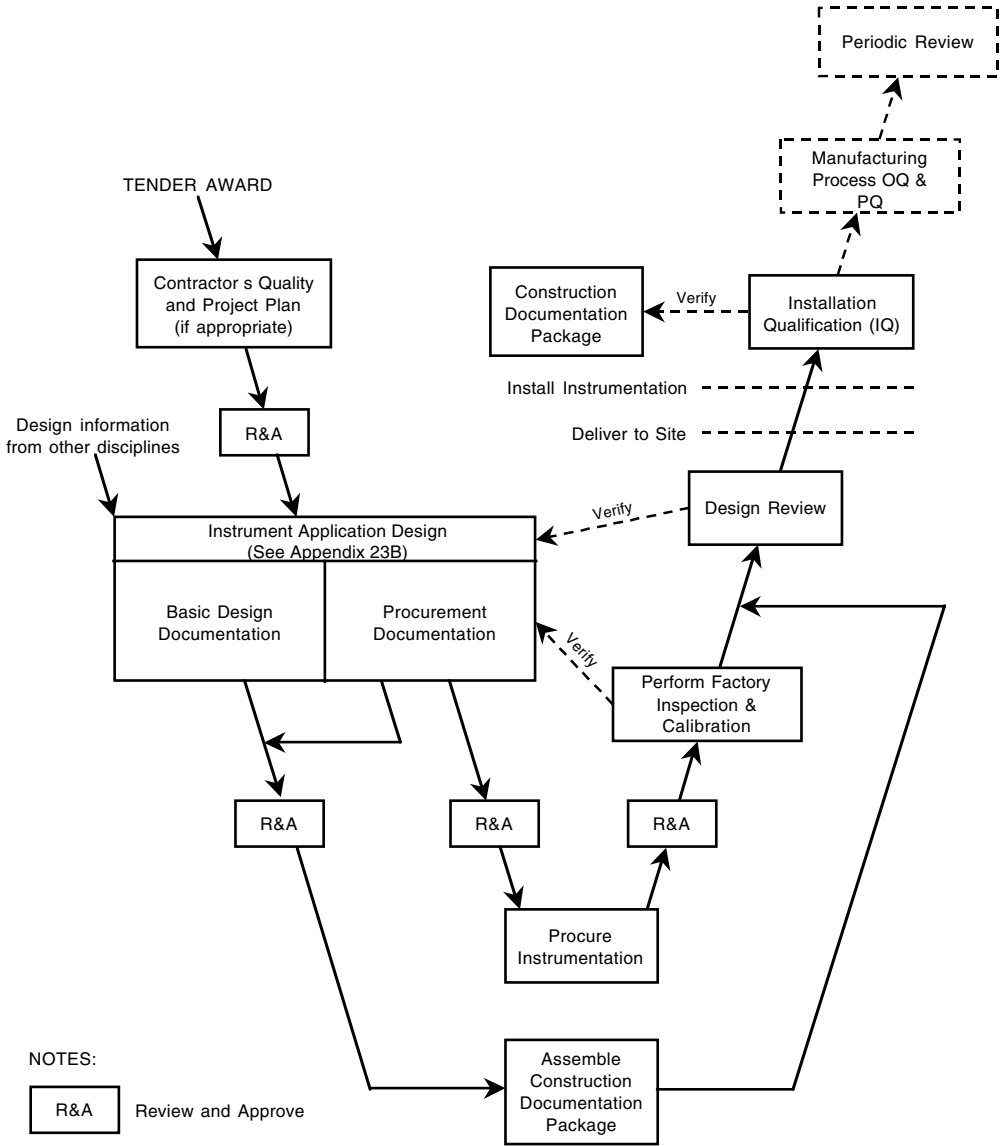 Periodic Review
Manufacturing
Process OQ &
PQ
TENDER AWARD
Contractor s Quality
and Project Plan
(if appropriate)
Construction
Documentation
Package
Verify
Installation
Qualification (IQ)
Install Instrumentation
Deliver to Site
R&A
Design information
from other disciplines
Design Review
Verify
Instrument Application Design
(See Appendix 23B)
Basic Design
Documentation
Procurement
Documentation
Verify
Perform Factory
Inspection &
Calibration
R&A
R&A
R&A
Procure
Instrumentation
Assemble
Construction
Documentation
Package
NOTES:
R&A
Review and Approve